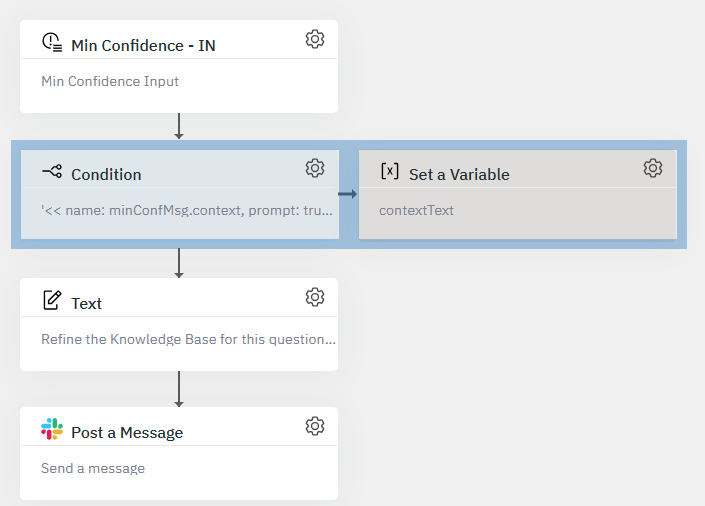 Min Confidence - IN
Min Confidence Input
Condition
'<< name: minConfMsg.context, prompt: tru...
[x] Set a Variable
contextText
Text
Refine the Knowledge Base for this question...
Post a Message
Send a message